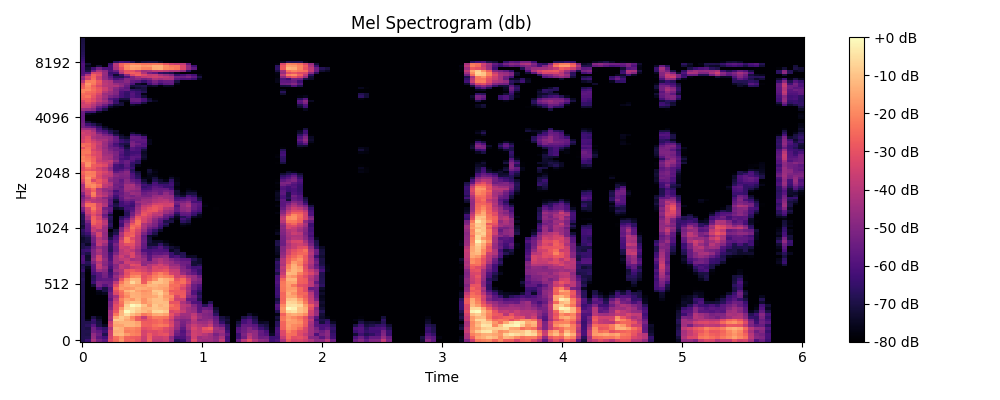 Mel Spectrogram (db)
8192
4096
2048
1024
512
0
Hz
0 1 2 3 4 5 6
Time
+0 dB
-10 dB
-20 dB
-30 dB
-40 dB
-50 dB
-60 dB
-70 dB
-80 dB